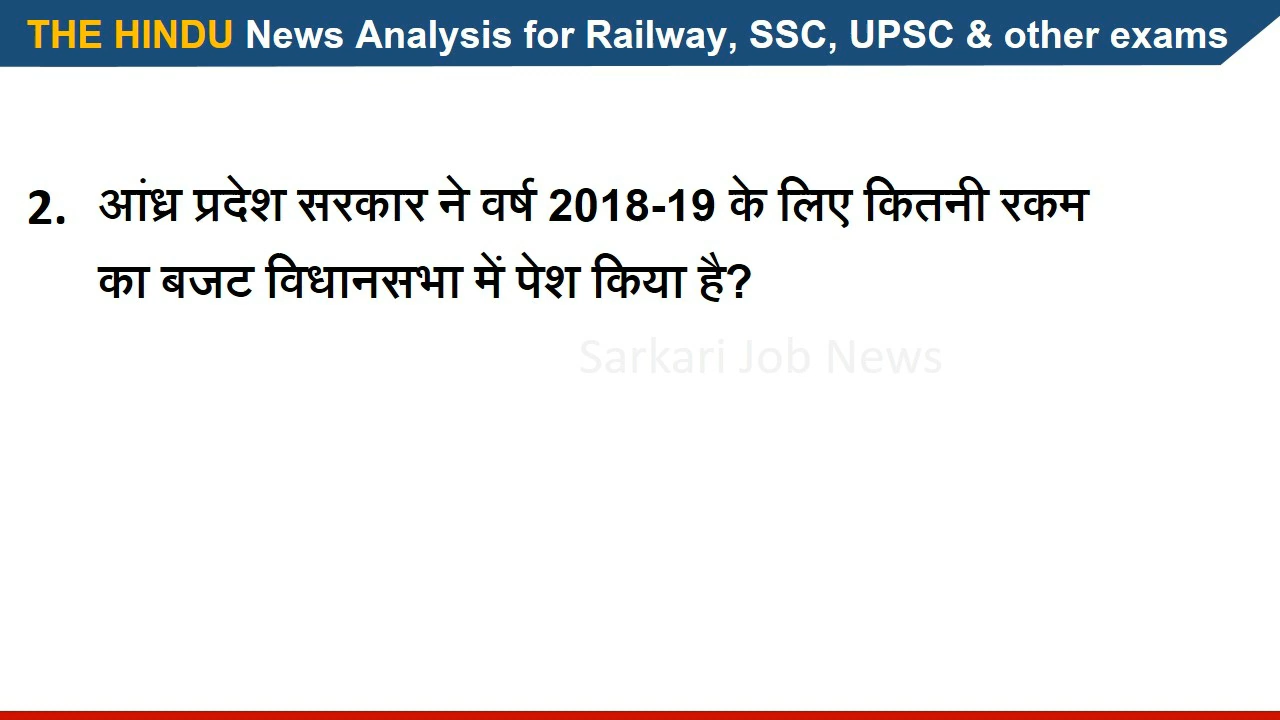 THE HINDU News Analysis for Railway, SSC, UPSC & other exams
2. आंध्र प्रदेश सरकार ने वर्ष 2018-19 के लिए कितनी रकम
का बजट विधानसभा में पेश किया है?
Sarkari Job News